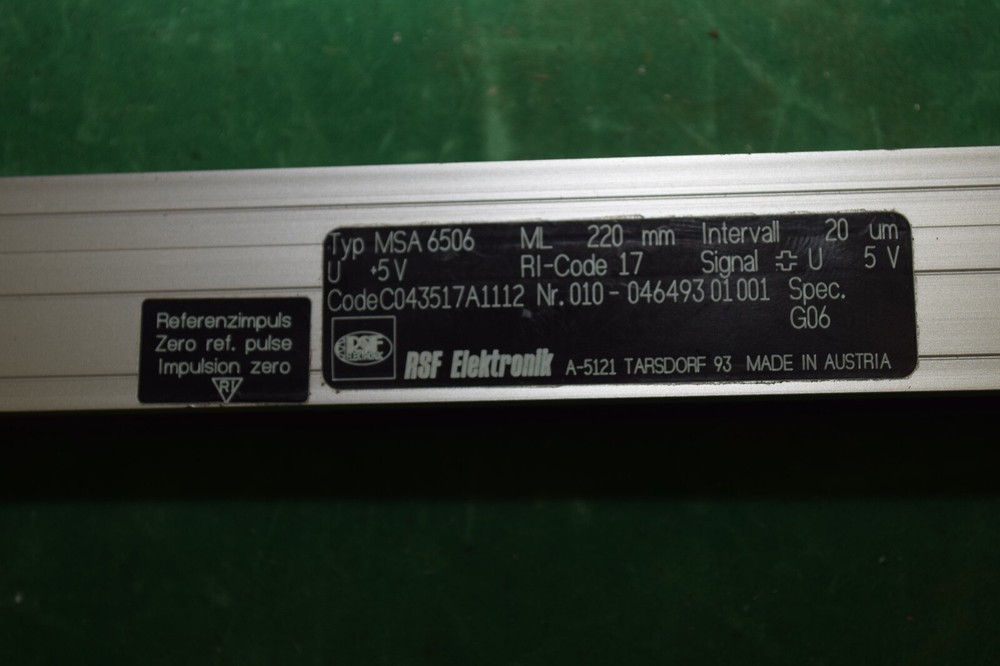 Typ MSA 6506 ML 220 mm Intervall 20 um
U +5V RI-Code 17 Signal U 5 V
Code C043517A1112 Nr. 010 - 046493 01 001 Spec.
G06
RSF Elektronik A-5121 TARSDORF 93 MADE IN AUSTRIA
RSF
ELEKTRONIK
Referenzimpuls
Zero ref. pulse
Impulsion zero
RI